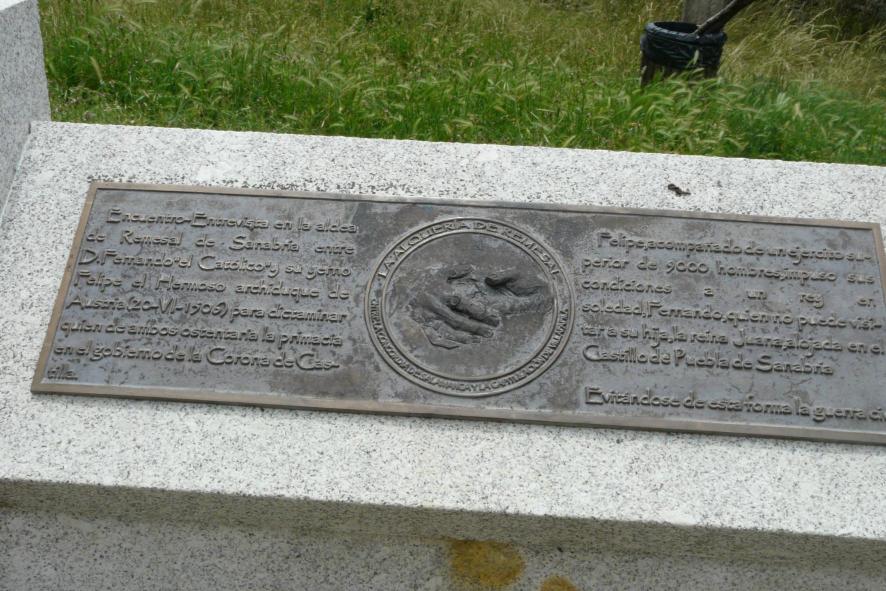 Encuentro-Entrevista en la aldea
de Remesal de Sanabria entre
D. Fernando "el Católico" y su yerno
Felipe el Hermoso archiduque de
Austria (20-VI-1906) para dictaminar
quien de ambos ostentaría la primacía
en el gobierno de la Corona de Cas-
tilla.
LA ALQUERIA DE REMESAL
Felipe, acompañado de un ejercito su-
perior de 9000 hombres, impuso sus
condiciones a un rey en
soledad, Fernando, quien no pudo visi-
tar a su hija, la reina Juana, alojada en el
Castillo de Puebla de Sanabria.
Evitándose de esta forma la guerra ci